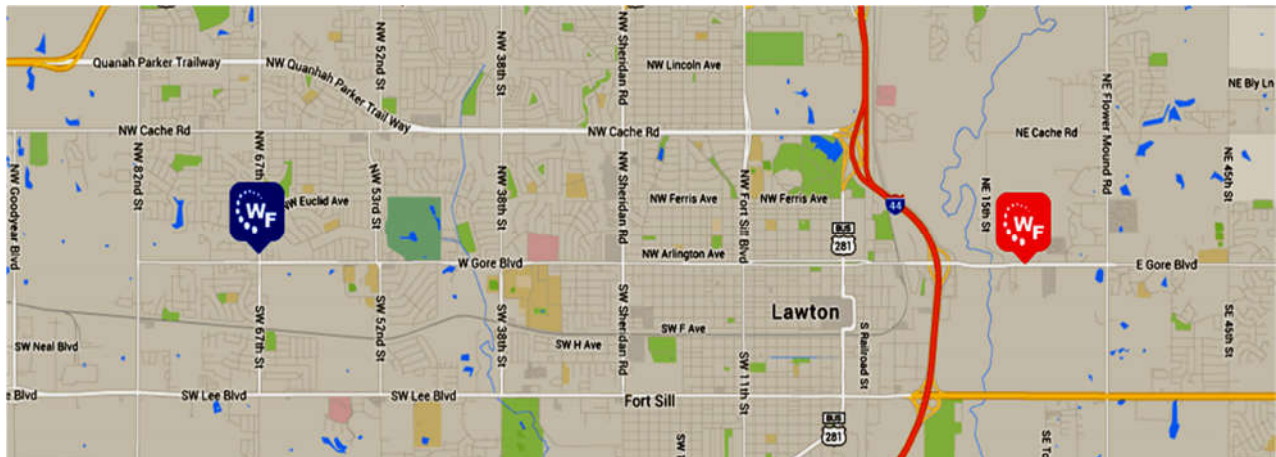 Quanah Parker Trailway
NW Quanhah Parker Trail Way
NW 52nd St
NW 38th St
NW Sheridan Rd
NW Lincoln Ave
NE Flower Mound Rd
NE Bly Ln
NW Cache Rd
NW Cache Rd
NE Cache Rd
NW Goodyear Blvd
NW 82nd St
NW 67th
NW 53rd St
NW 38th St
NW Sheridan Rd
NW Fort Sill Blvd
NE 15th St
NE 45th St
WF
NW Euclid Ave
NW Ferris Ave
NW Ferris Ave
44
WF
BUS
281
W Gore Blvd
NW Arlington Ave
E Gore Blvd
Lawton
SW Neal Blvd
SW 67th St
SW 52nd St
SW 38th St
SW H Ave
SW Sheridan Rd
SW F Ave
SW 11th St
S Railroad St
SE 45th St
e Blvd
SW Lee Blvd
SW Lee Blvd
Fort Sill
BUS
281
SW 1
SE To